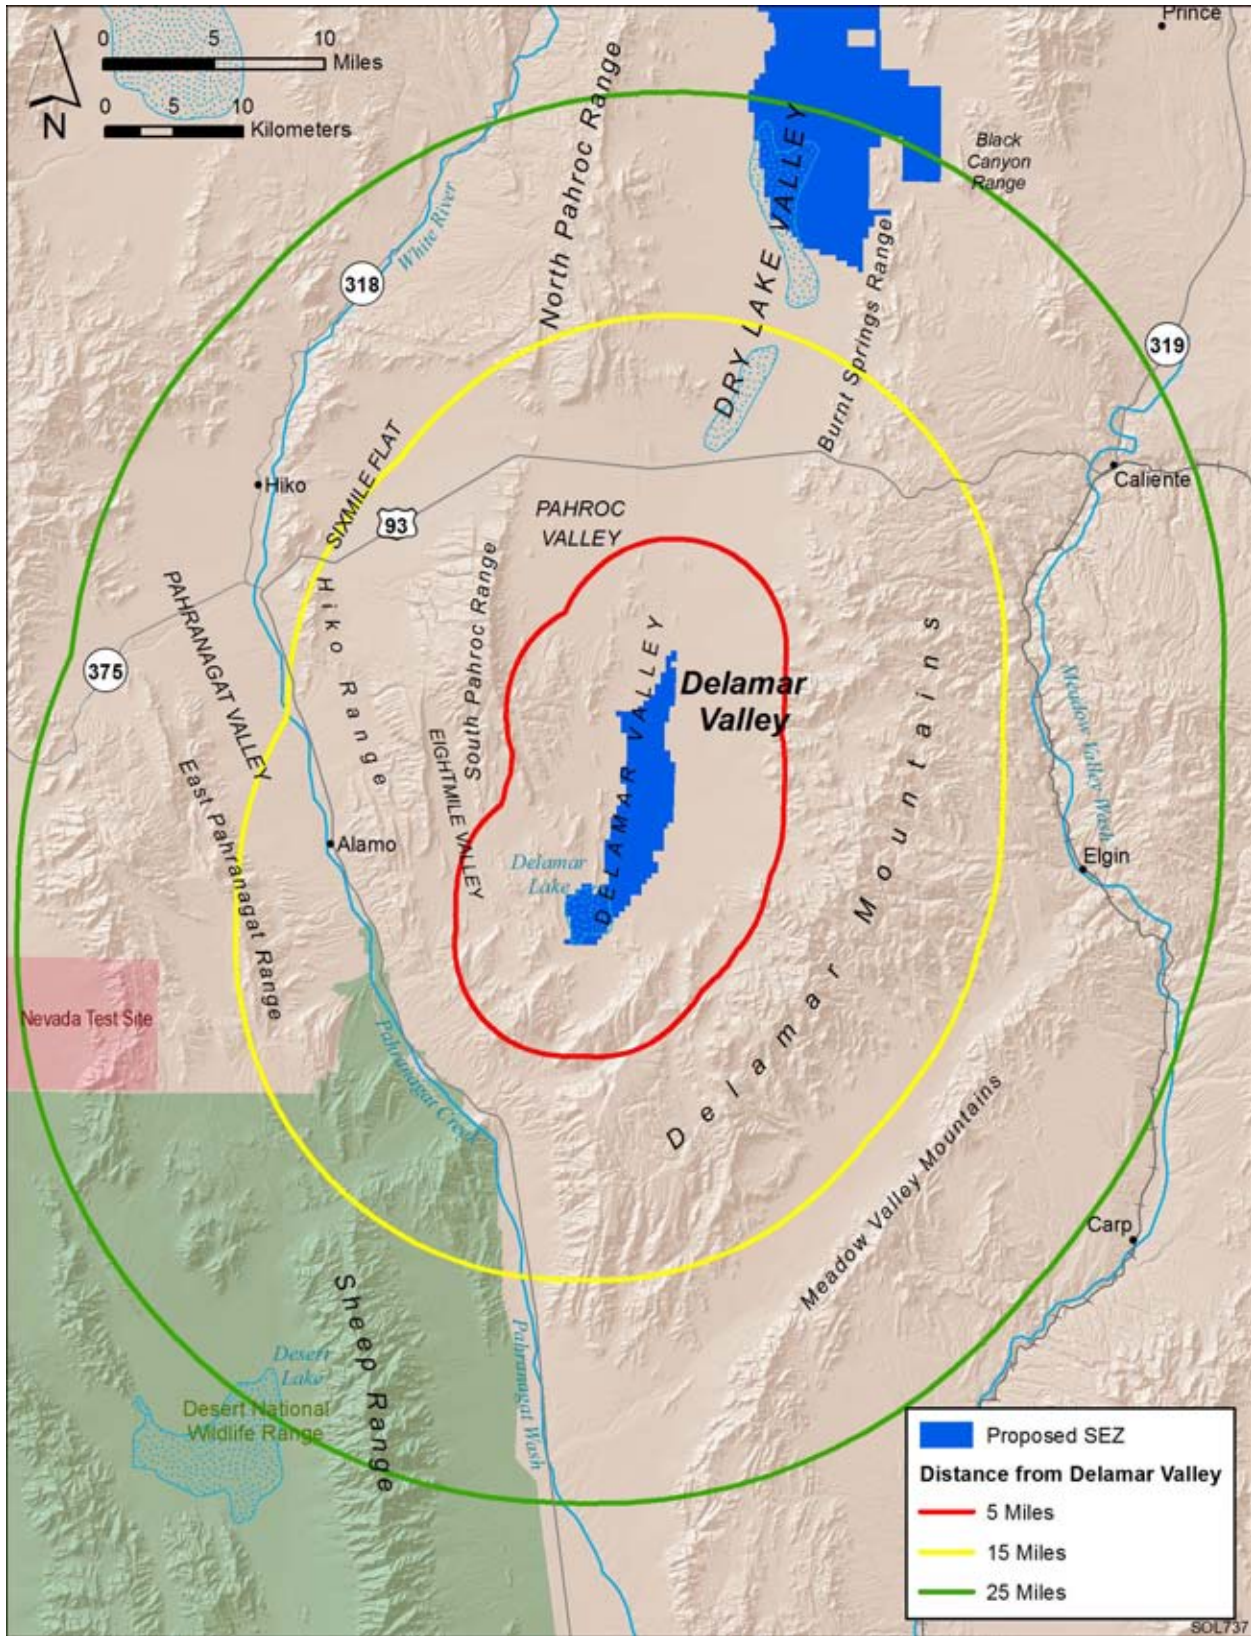 0 5 10
Miles
0 5 10
Kilometers
N
Prince
North Pahroc Range
Black
Canyon
Range
White River
318
DRY LAKE VALLEY
Burnt Springs Range
319
Hiko
SIXMILE FLAT
93
Caliente
PAHROC
VALLEY
Hiko Range
South Pahroc Range
PAHRANAGAT VALLEY
375
DELAMAR VALLEY
Delamar
Valley
Delamar Mountains
Meadow Valley Wash
EIGHTMILE VALLEY
East Pahranagat Range
Alamo
Delamar
Lake
Elgin
Nevada Test Site
Pahranagat Creek
Meadow Valley Mountains
Carp
Sheep Range
Pahranagat Wash
Desert
Lake
Desert National
Wildlife Range
Proposed SEZ
Distance from Delamar Valley
5 Miles
15 Miles
25 Miles
SOL737